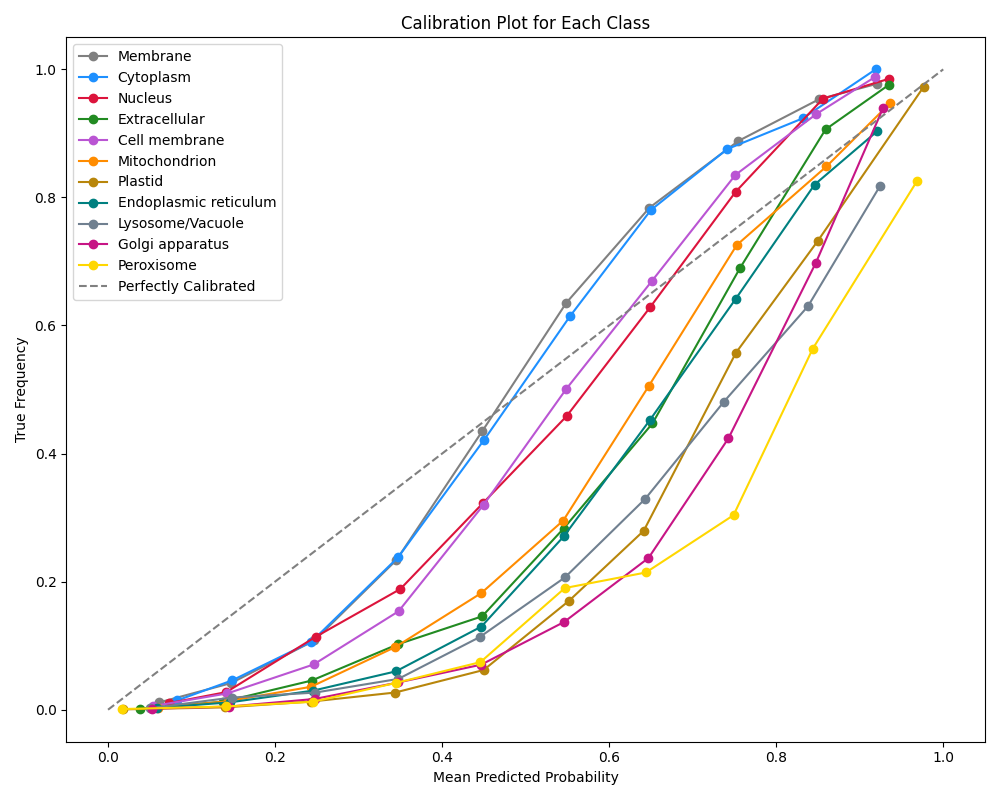 Calibration Plot for Each Class
Membrane
Cytoplasm
Nucleus
Extracellular
Cell membrane
Mitochondrion
Plastid
Endoplasmic reticulum
Lysosome/Vacuole
Golgi apparatus
Peroxisome
Perfectly Calibrated
True Frequency
1.0
0.8
0.6
0.4
0.2
0.0
0.0 0.2 0.4 0.6 0.8 1.0
Mean Predicted Probability